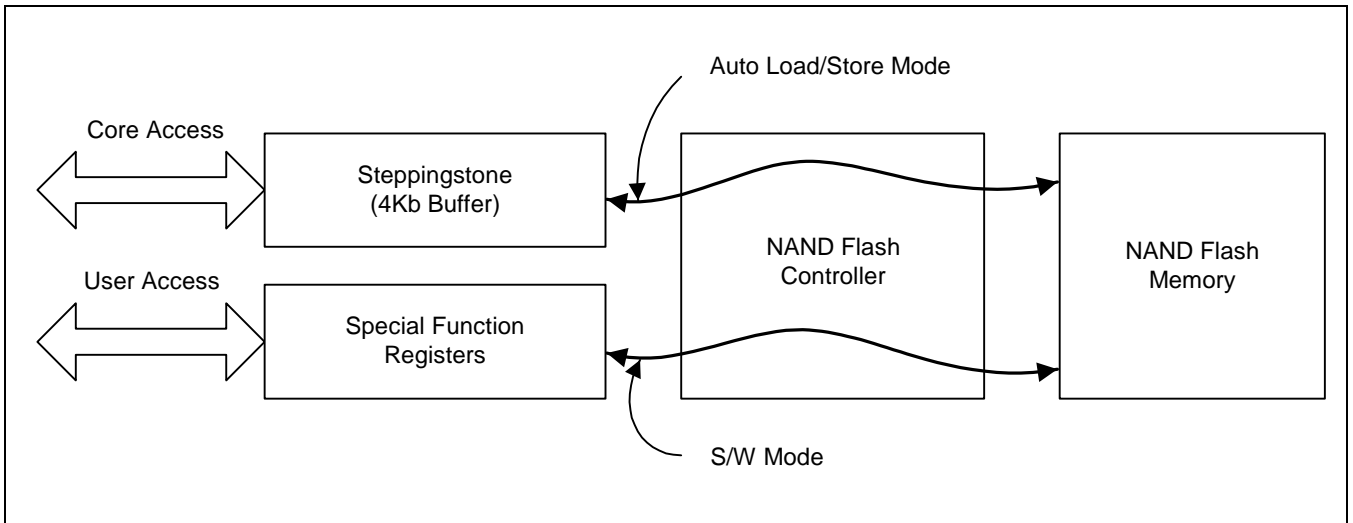 Auto Load/Store Mode
Core Access
Steppingstone
(4Kb Buffer)
NAND Flash
Controller
NAND Flash
Memory
User Access
Special Function
Registers
S/W Mode